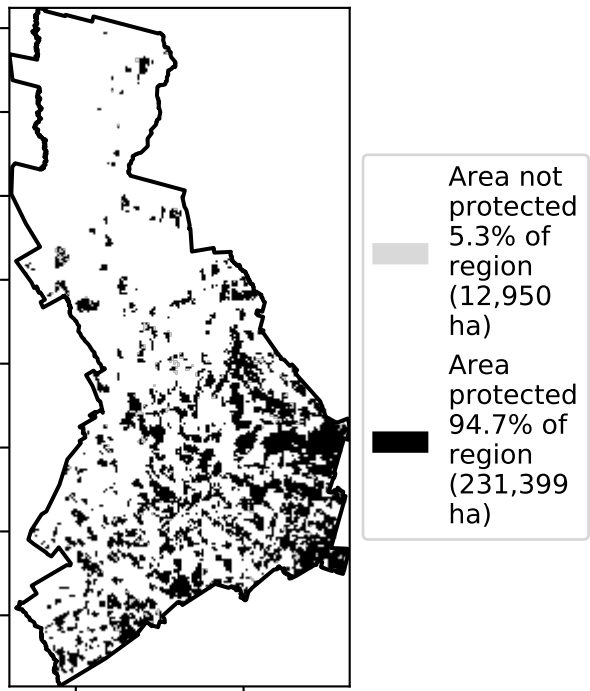 Area not
protected
5.3% of
region
(12,950
ha)
Area
protected
94.7% of
region
(231,399
ha)